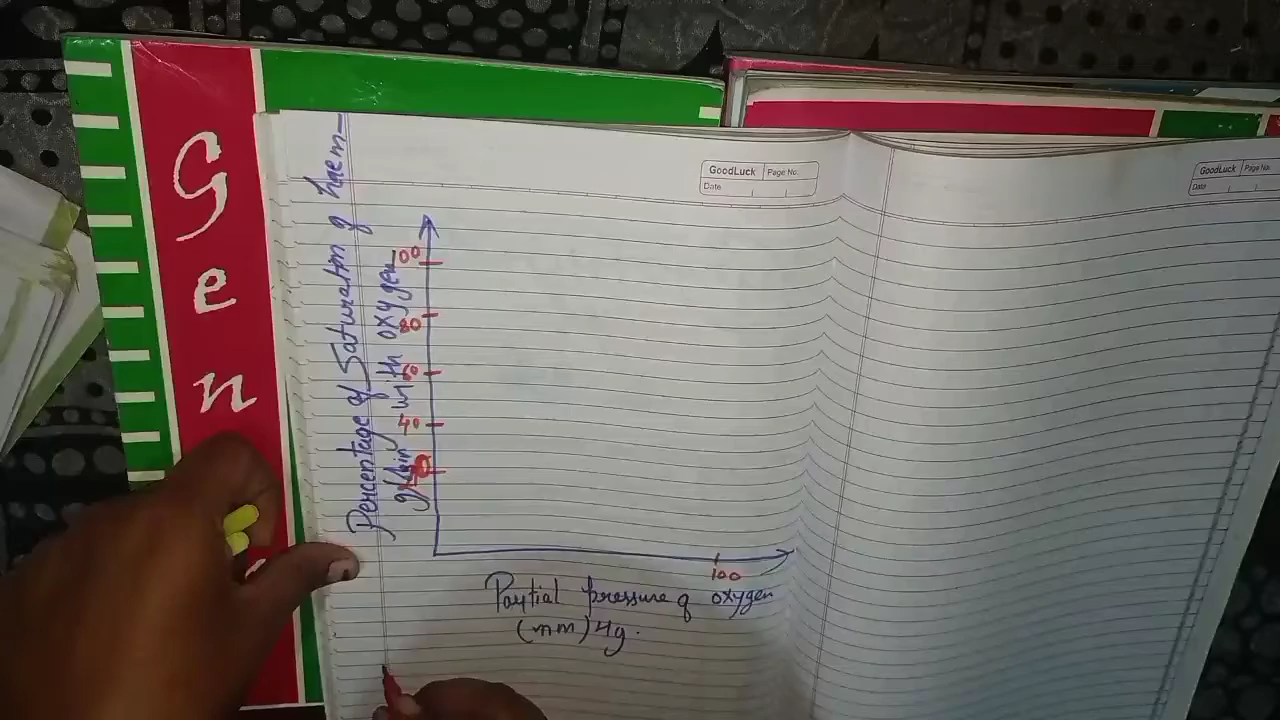 Gen
GoodLuck Page No.
Date
GoodLuck Page No.
Date
Percentage of Saturation of haem-
globin with oxygen
100
80
60
40
100
Partial pressure of oxygen
(mm) Hg.